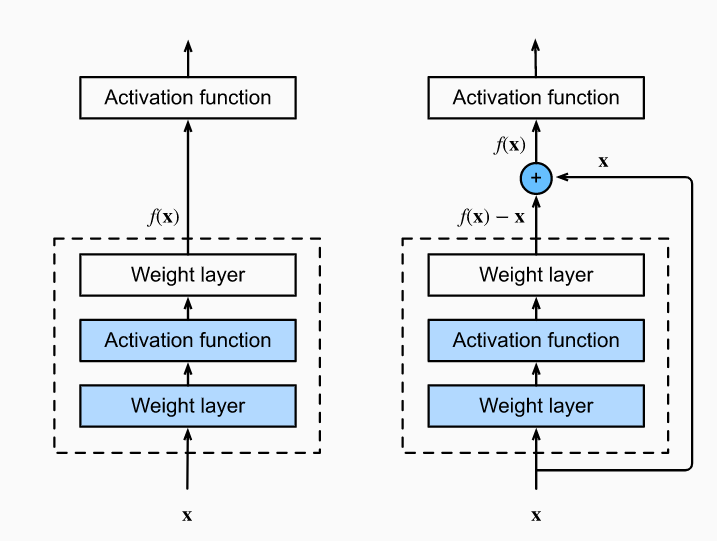 Activation function
f(x)
Weight layer
Activation function
Weight layer
x
Activation function
f(x)
x
+
f(x) − x
Weight layer
Activation function
Weight layer
x